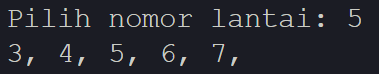 Pilih nomor lantai: 5
3, 4, 5, 6, 7,